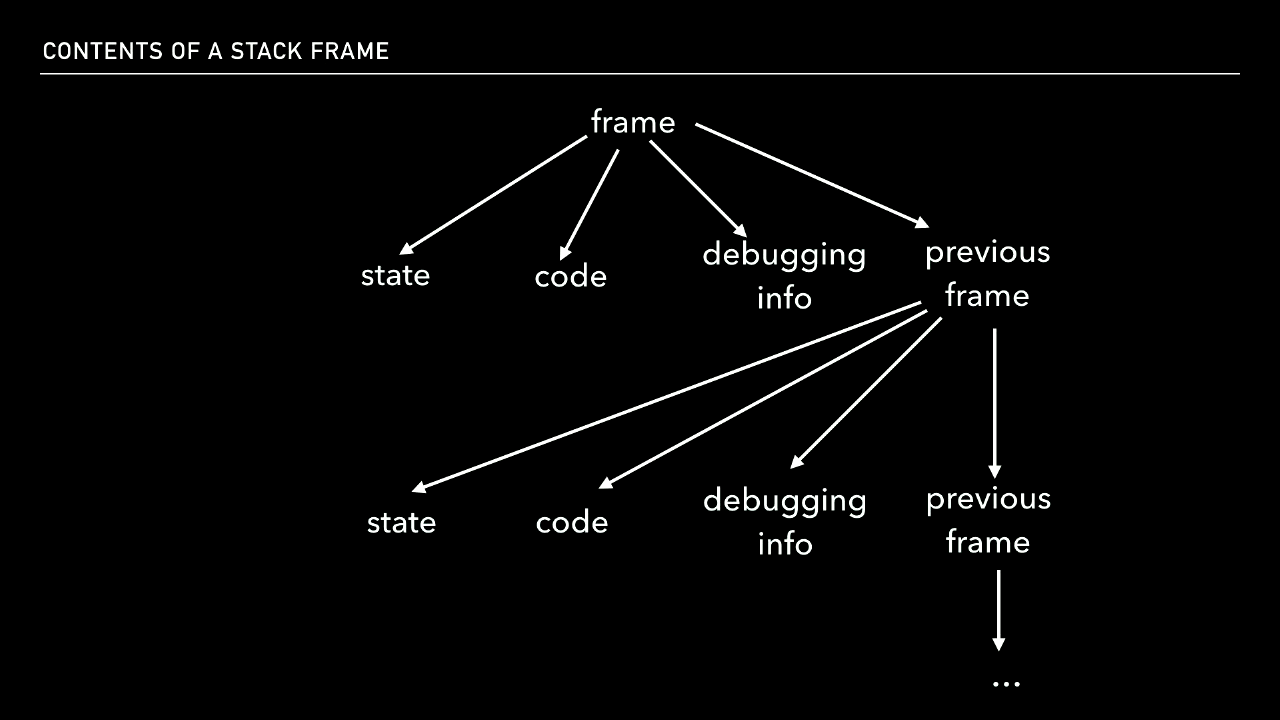 CONTENTS OF A STACK FRAME
frame
state
code
debugging
info
previous
frame
state
code
debugging
info
previous
frame
...